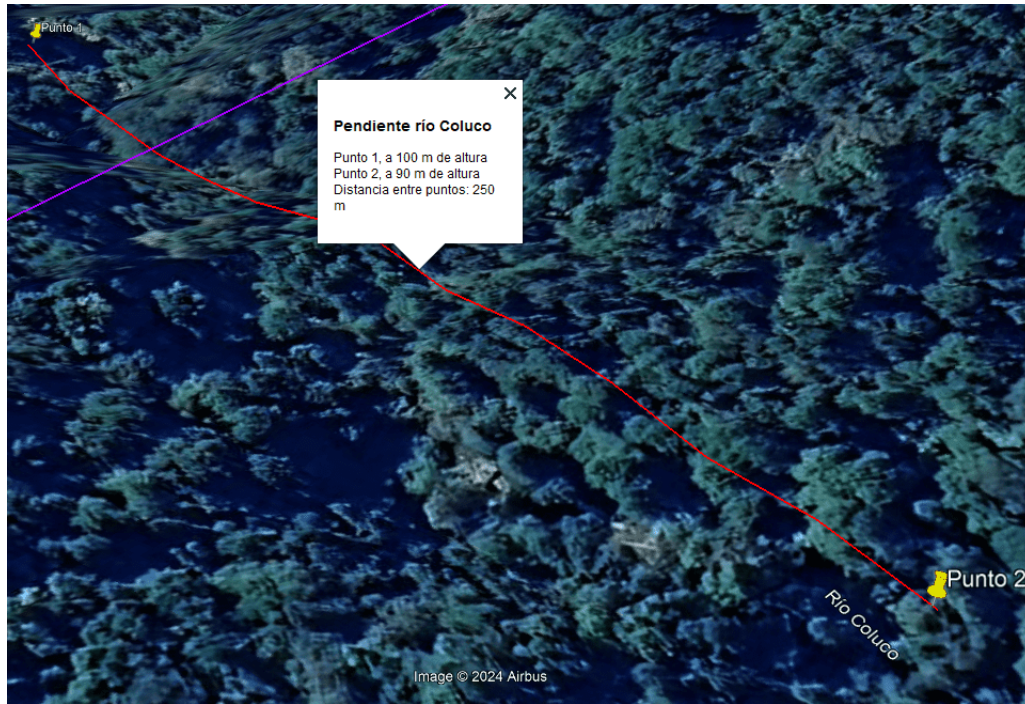 Punto 1
Pendiente río Coluco
Punto 1, a 100 m de altura
Punto 2, a 90 m de altura
Distancia entre puntos: 250
m
Punto 2
Río Coluco
Image © 2024 Airbus